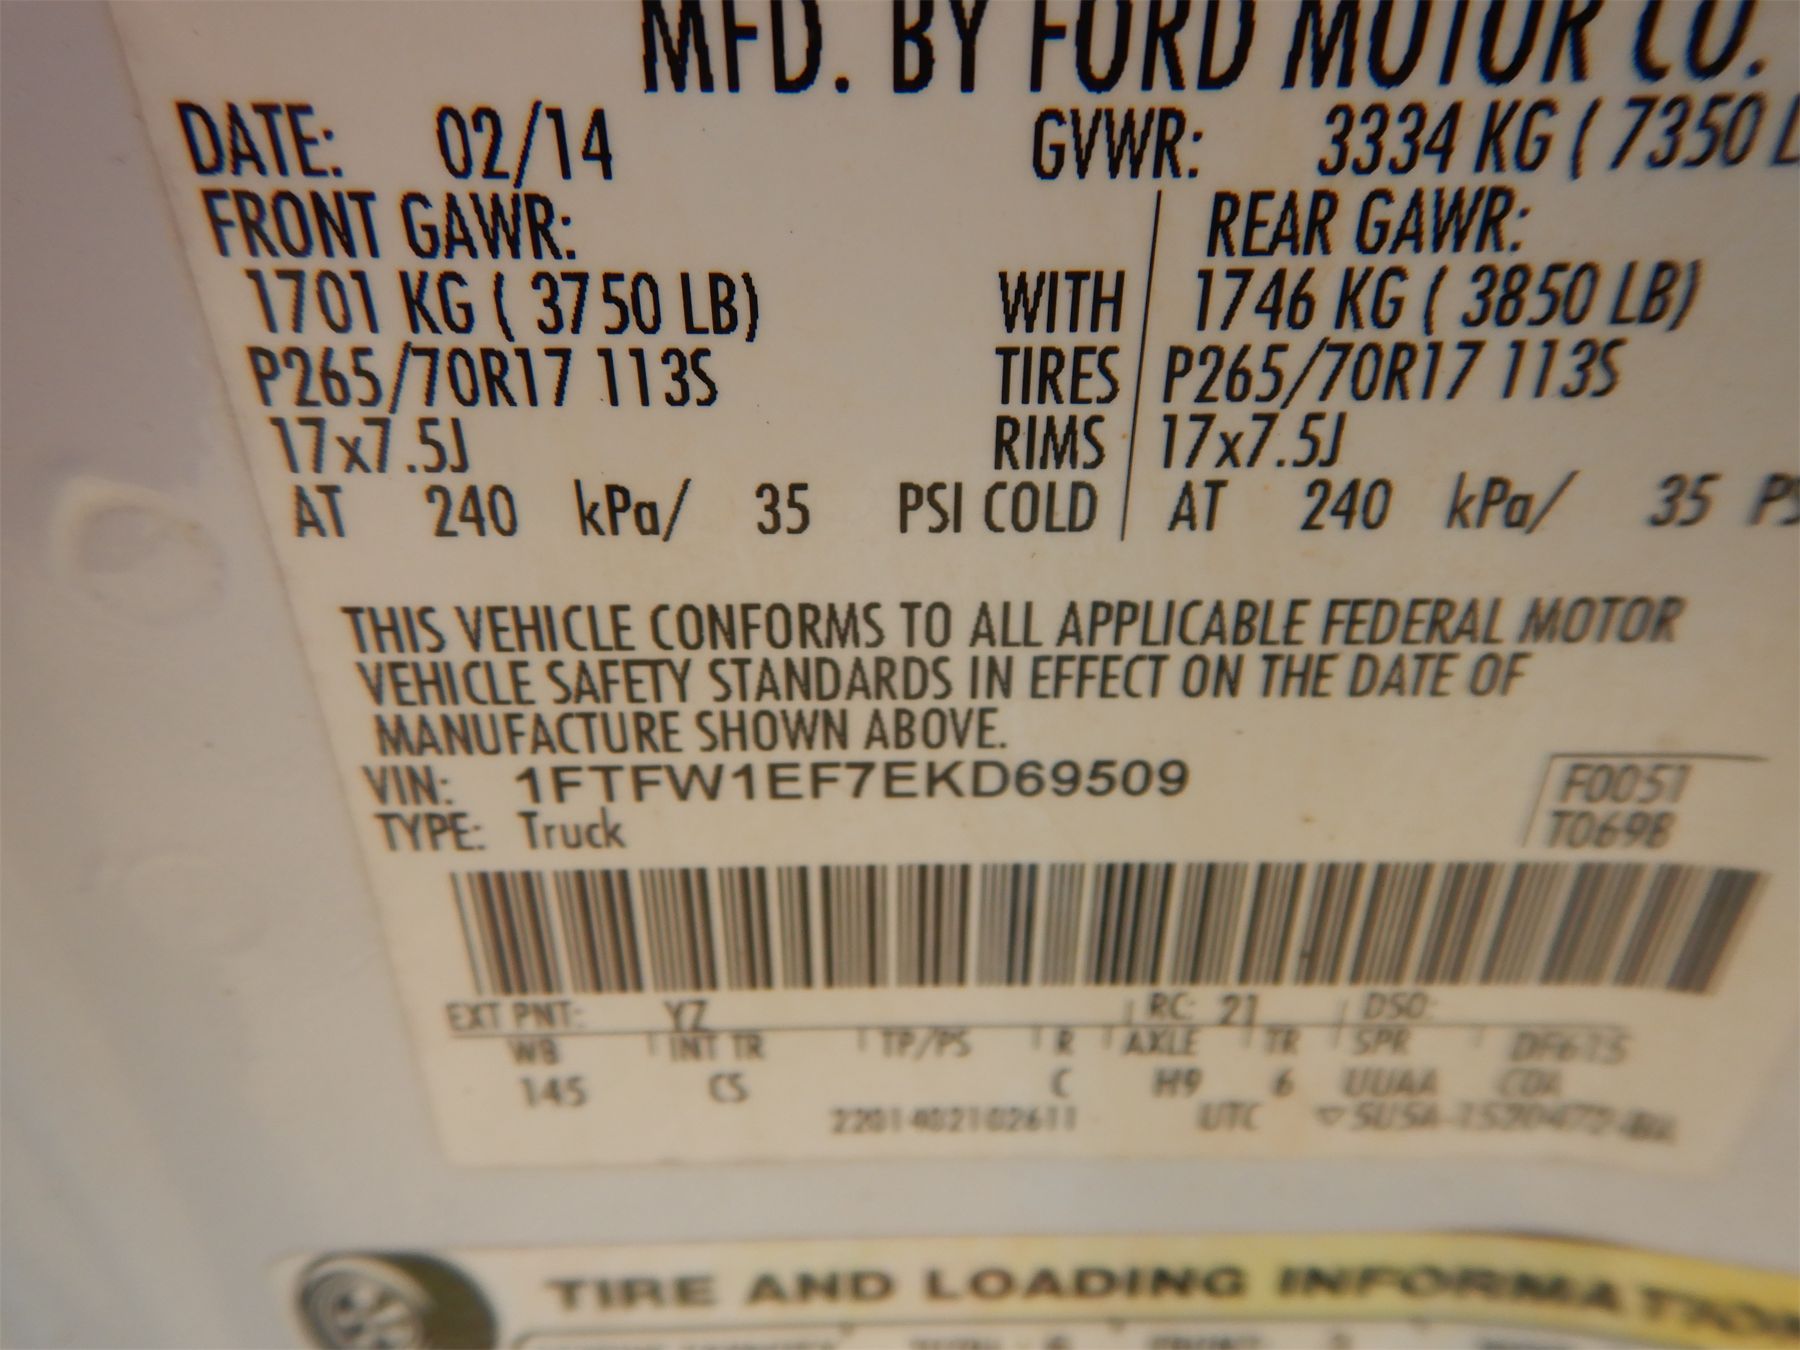 MFD. BY FORD MOTOR CO.
DATE: 02/14 GVWR: 3334 KG ( 7350 L
FRONT GAWR: REAR GAWR:
1701 KG ( 3750 LB) WITH 1746 KG ( 3850 LB)
P265/70R17 113S TIRES P265/70R17 113S
17x7.5J RIMS 17x7.5J
AT 240 kPa/ 35 PSI COLD AT 240 kPa/ 35 PS
THIS VEHICLE CONFORMS TO ALL APPLICABLE FEDERAL MOTOR
VEHICLE SAFETY STANDARDS IN EFFECT ON THE DATE OF
MANUFACTURE SHOWN ABOVE.
VIN: 1FTFW1EF7EKD69509 F0051
TYPE: Truck T0698
EXT PNT: YZ RC: 21 DSO:
WB INT TR TP/PS R AXLE TR SPR
145 CS C H9 6 UUAA
2201402102611 UTC
TIRE AND LOADING INFORMATION